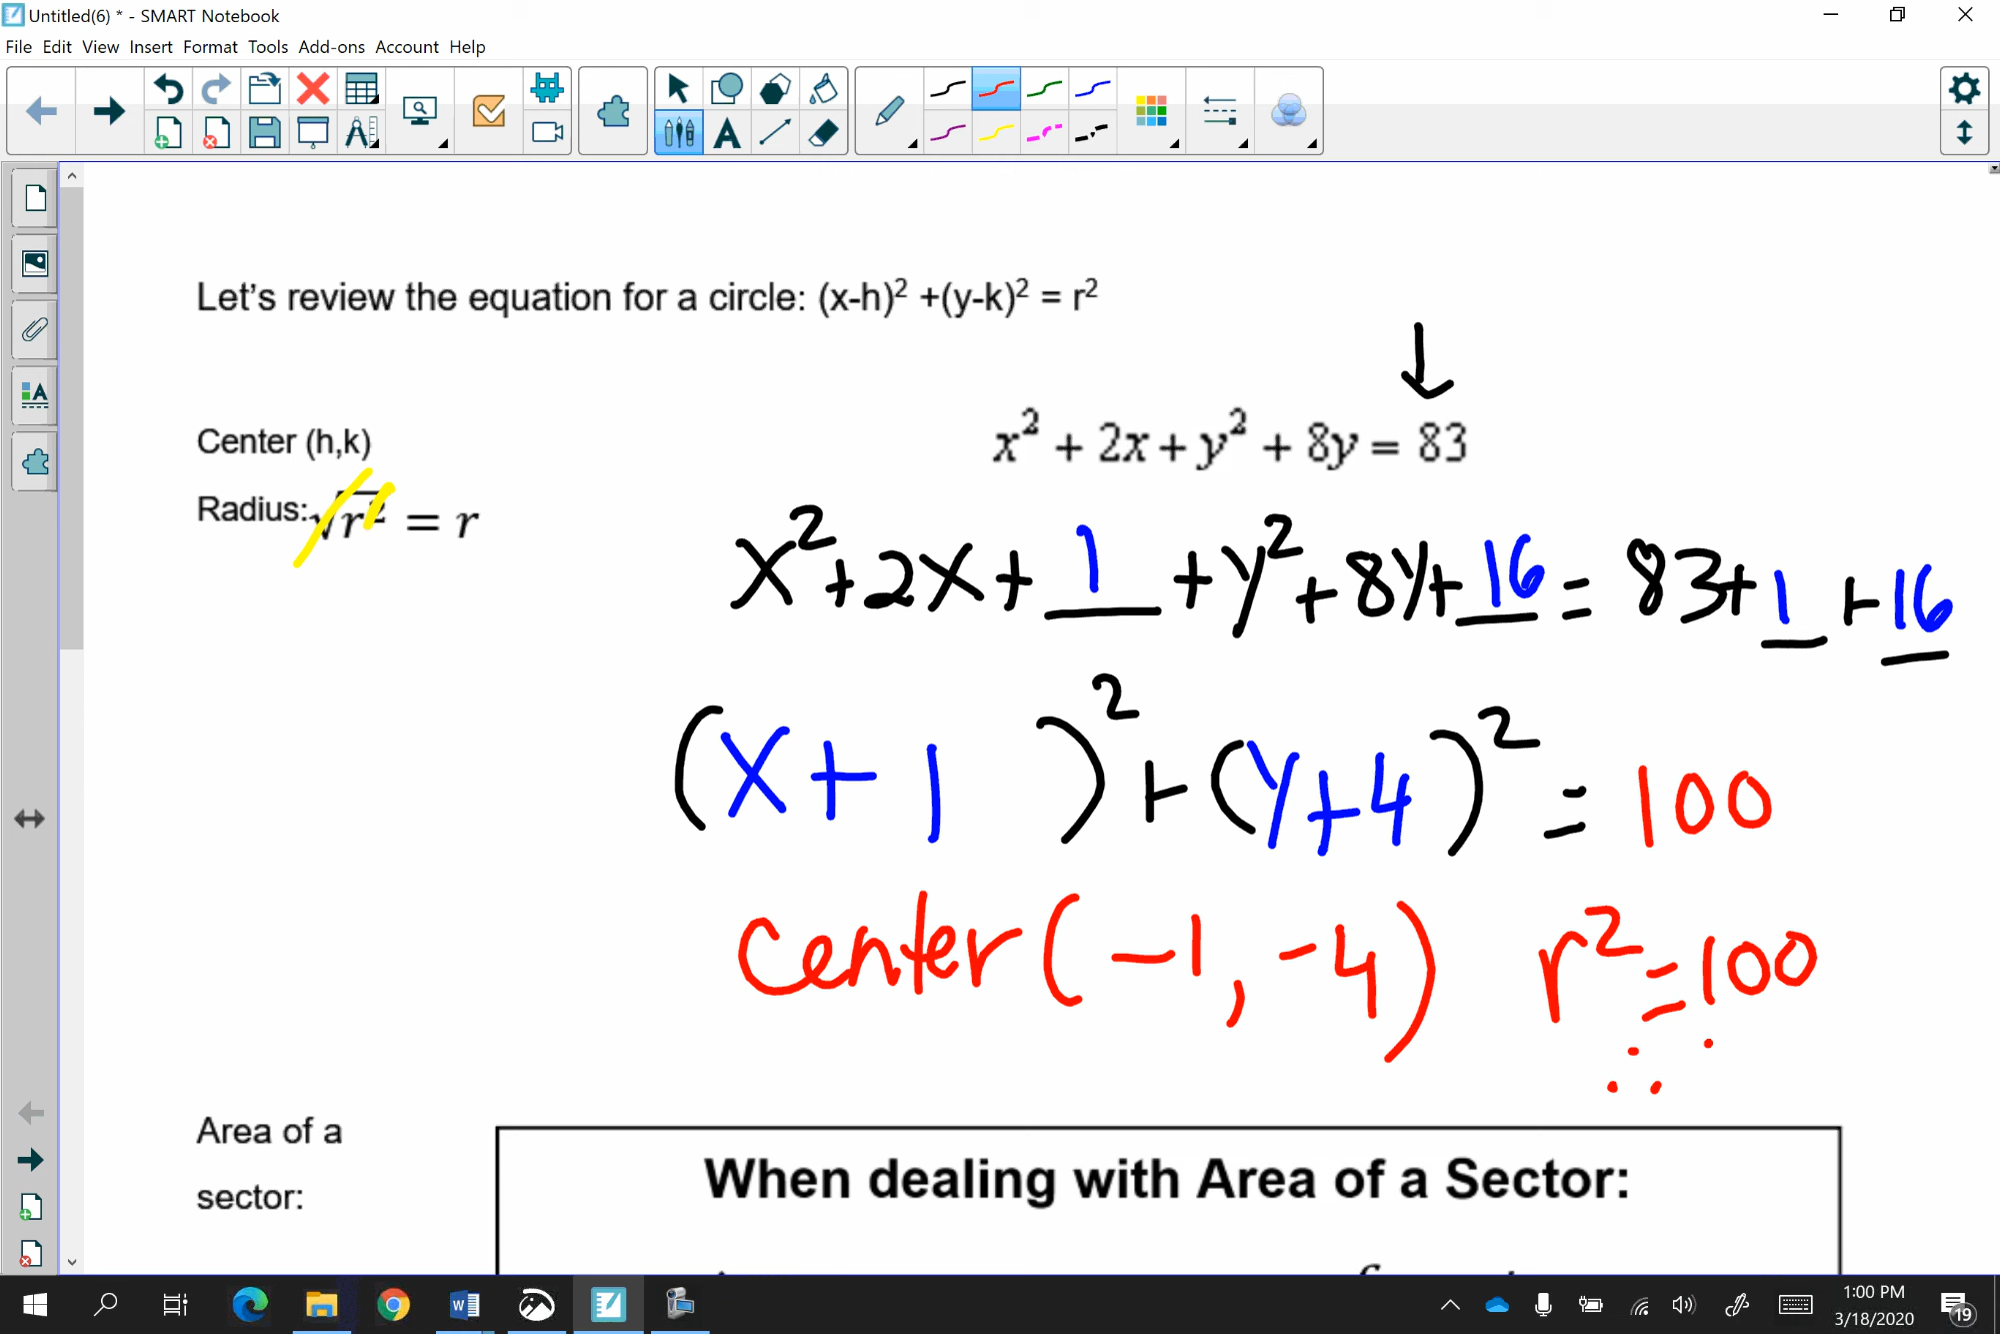 Untitled(6) * - SMART Notebook
File Edit View Insert Format Tools Add-ons Account Help
Let's review the equation for a circle: (x-h)² +(y-k)² = r²
Center (h,k)
Radius: √r² = r
x² + 2x + y² + 8y = 83
x² + 2x + 1 + y² + 8y + 16 = 83 + 1 + 16
(x + 1)² + (y + 4)² = 100
center (-1, -4) r² = 100
Area of a
sector:
When dealing with Area of a Sector:
1:00 PM
3/18/2020
19